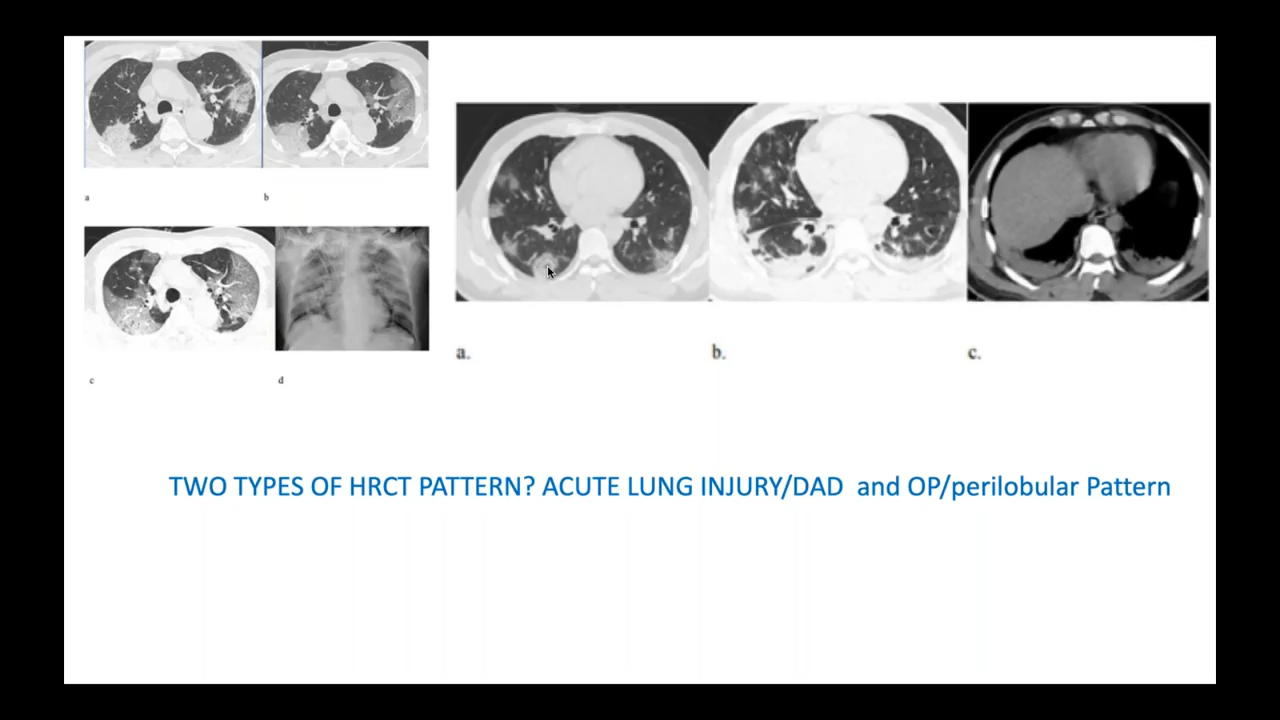 a
b
c
d
a.
b.
c.
TWO TYPES OF HRCT PATTERN? ACUTE LUNG INJURY/DAD and OP/perilobular Pattern